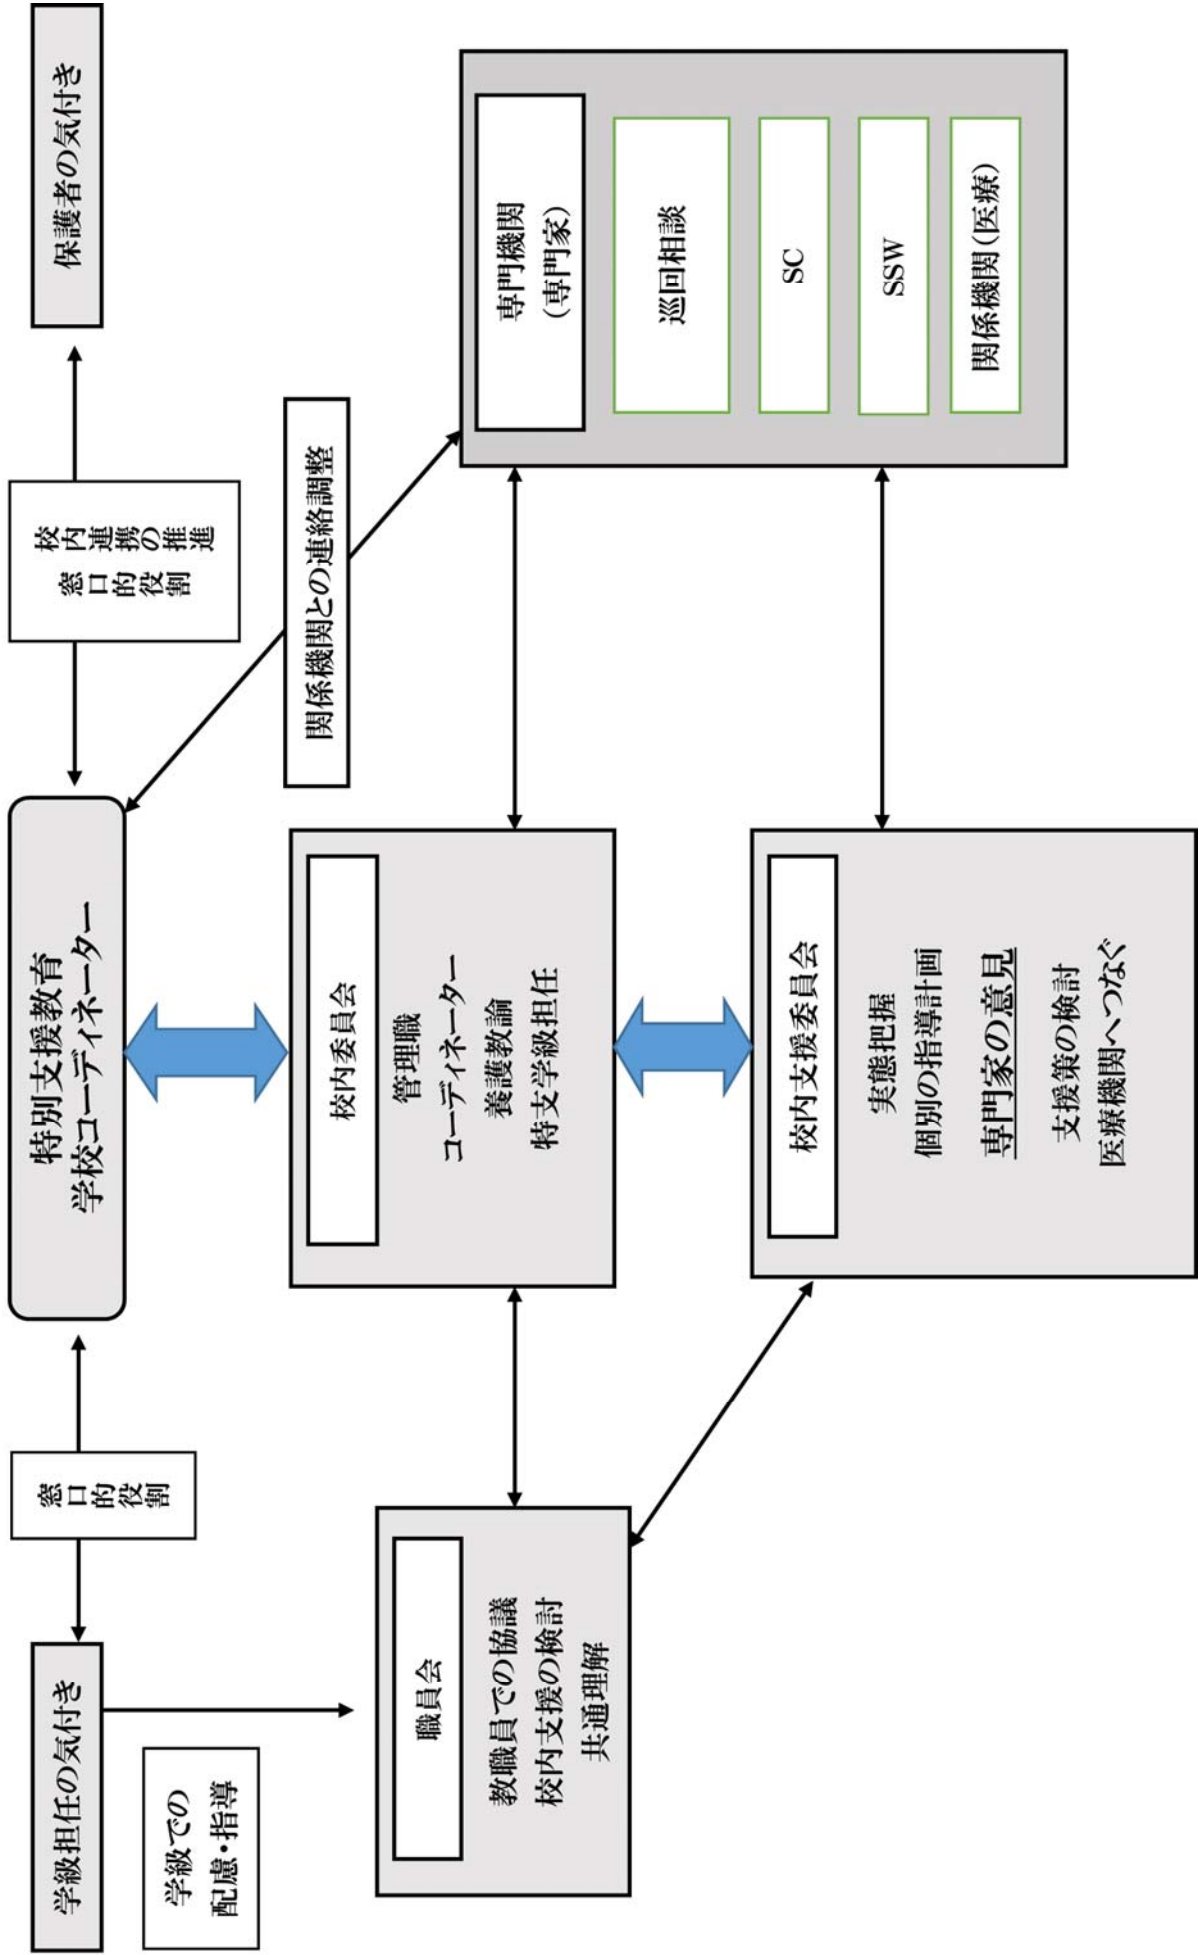 学級担任の気付き
窓口的役割
特別支援教育
学校コーディネーター
校内連携の推進
窓口的役割
保護者の気付き
学級での
配慮・指導
関係機関との連絡調整
職員会
教職員での協議
校内支援の検討
共通理解
校内委員会
管理職
コーディネーター
養護教諭
特支学級担任
校内支援委員会
実態把握
個別の指導計画
専門家の意見
支援策の検討
医療機関へつなぐ
専門機関
(専門家)
巡回相談
SC
SSW
関係機関(医療)